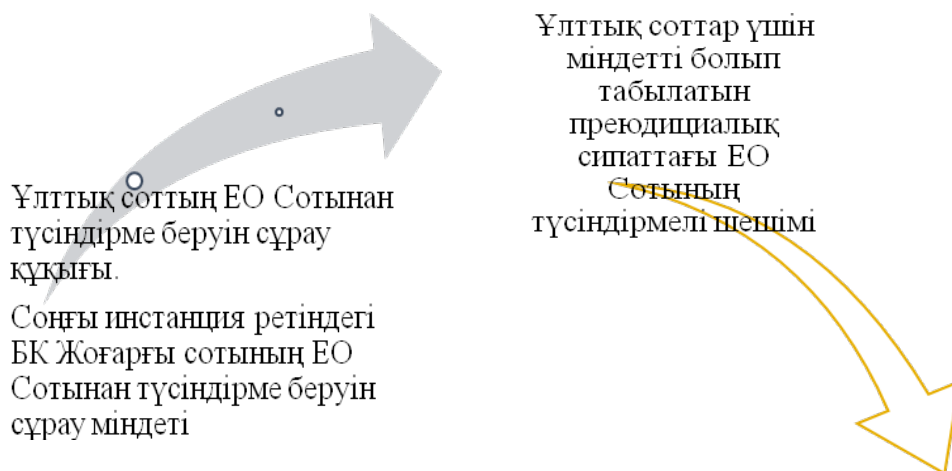 Ұлттық соттың ЕО Сотынан
түсіндірме беруін сұрау
құқығы.
Соңғы инстанция ретіндегі
БК Жоғарғы сотының ЕО
Сотынан түсіндірме беруін
сұрау міндеті
Ұлттық соттар үшін
міндетті болып
табылатын
преюдициалық
сипаттағы ЕО
Сотының
түсіндірмелі шешімі